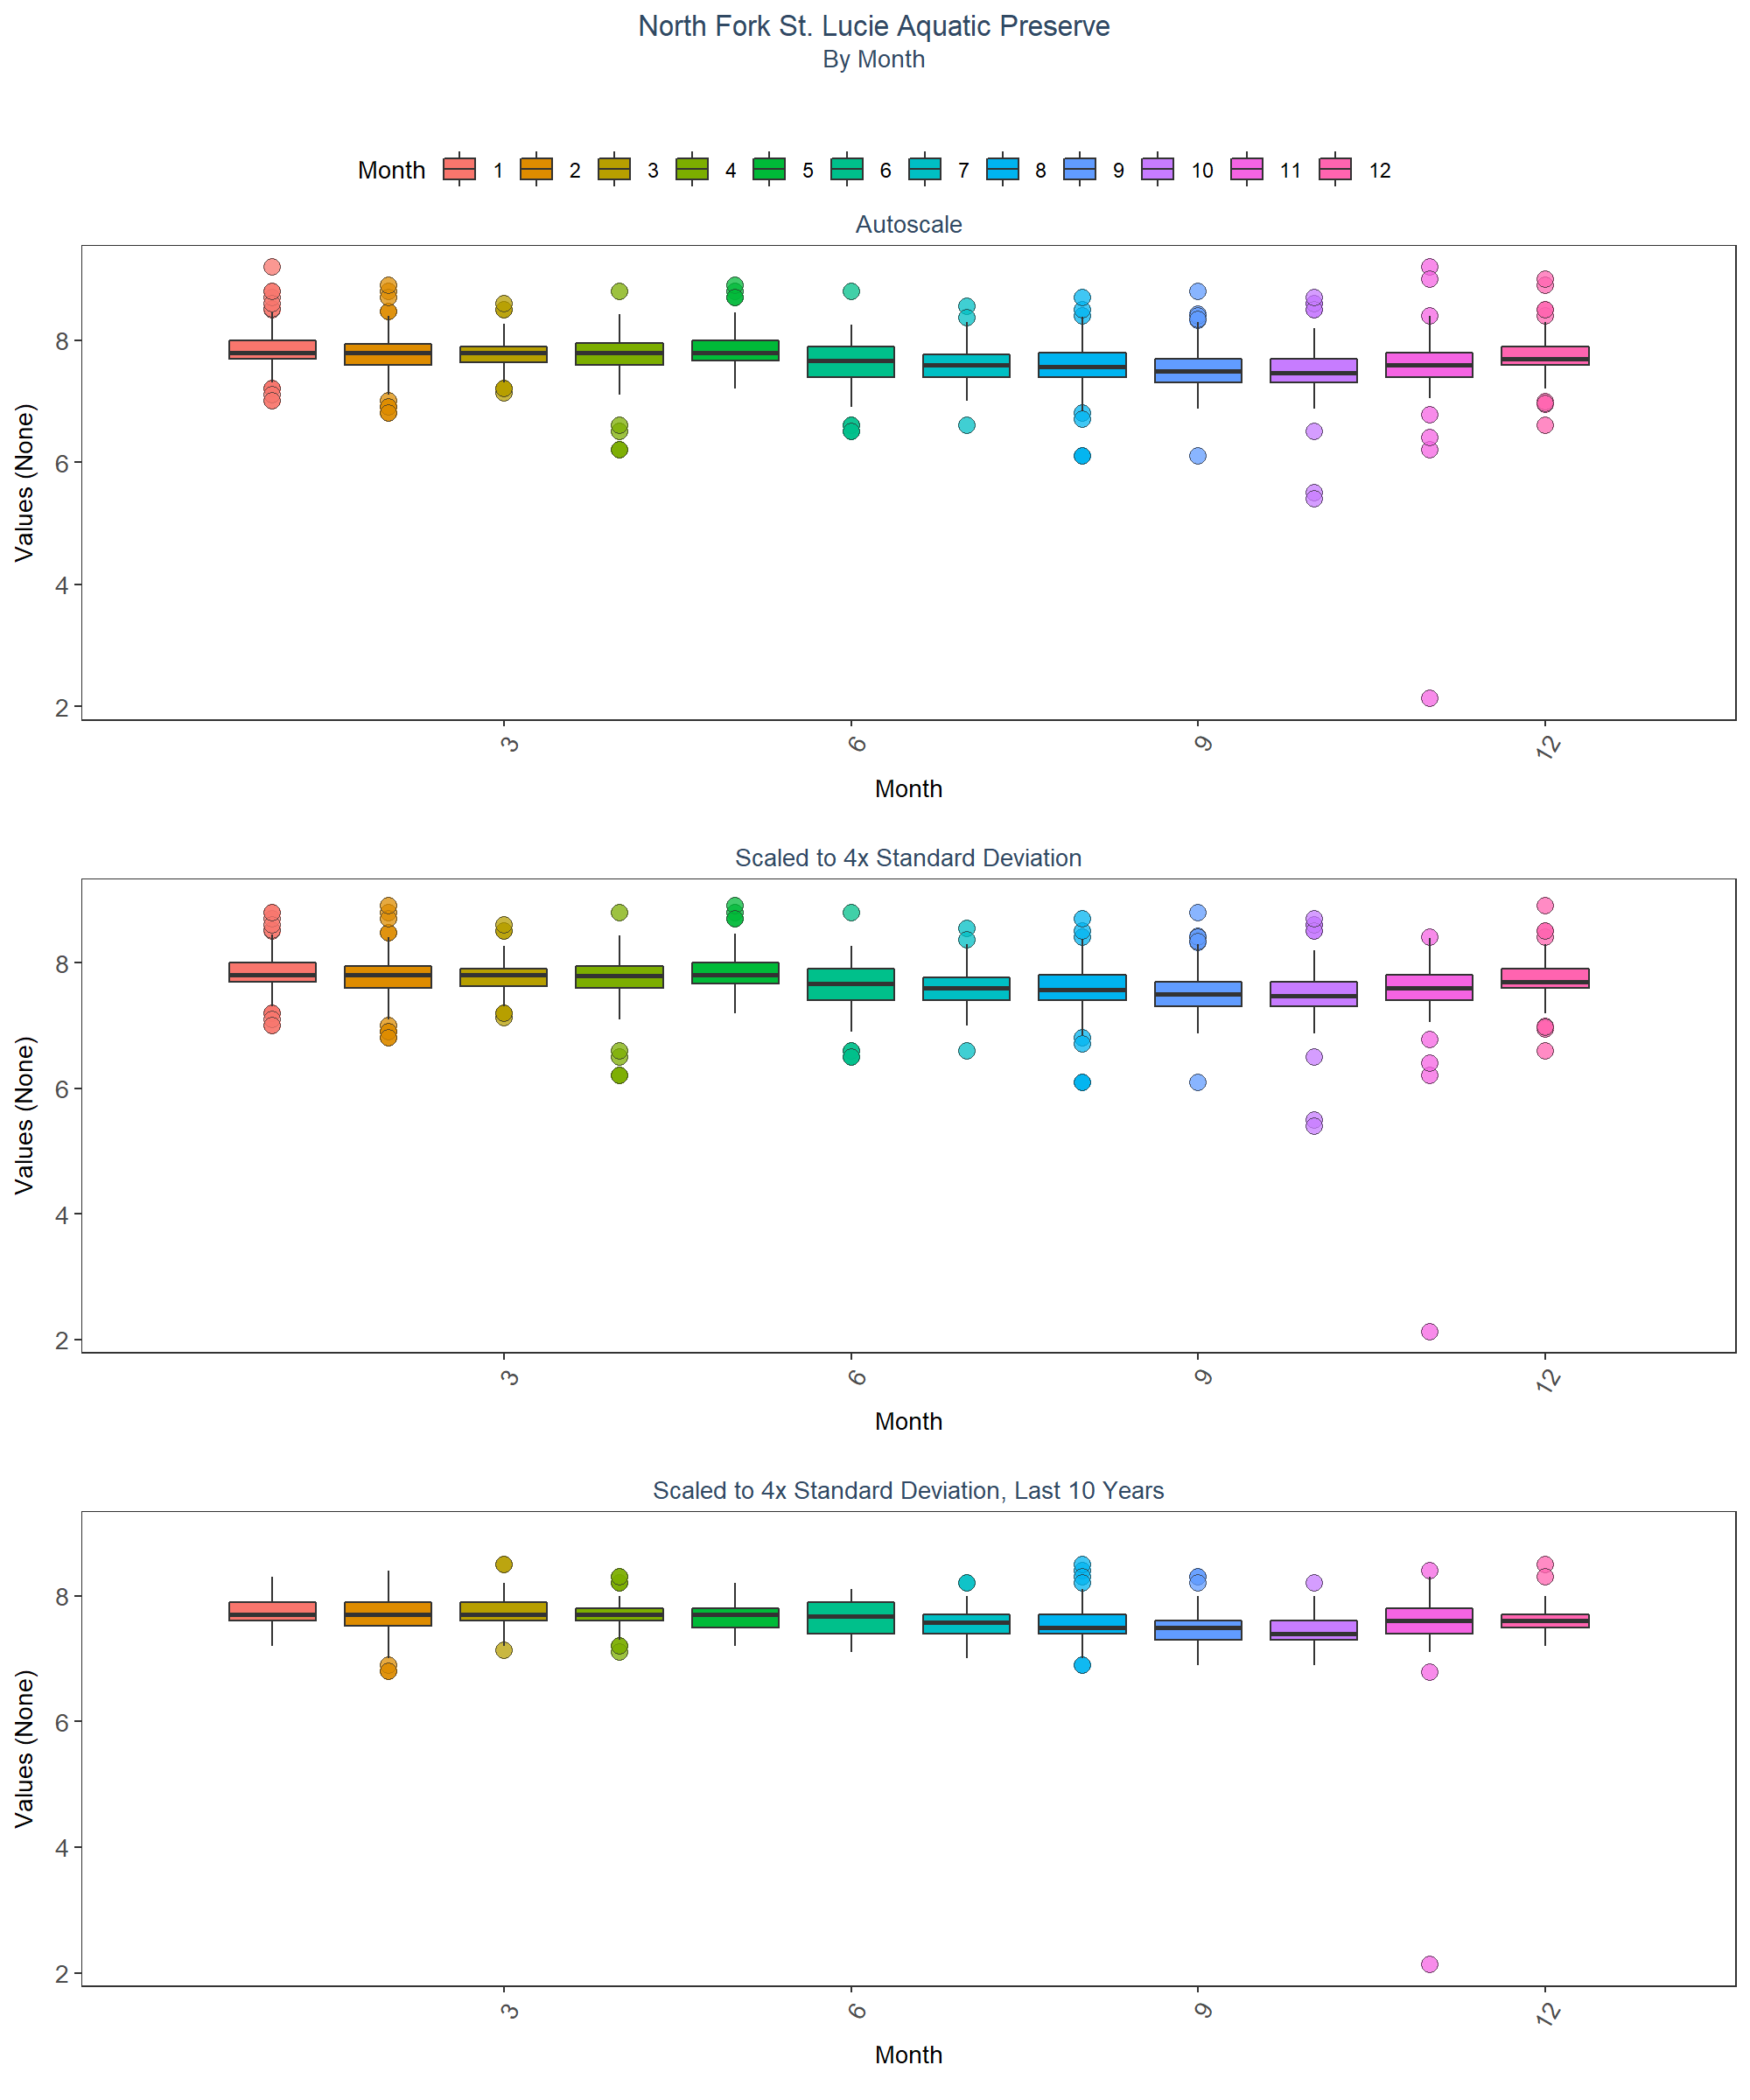 North Fork St. Lucie Aquatic Preserve
By Month
Month 1 2 3 4 5 6 7 8 9 10 11 12
Autoscale
Values (None)
8
6
4
2
3 6 9 12
Month
Scaled to 4x Standard Deviation
Values (None)
8
6
4
2
3 6 9 12
Month
Scaled to 4x Standard Deviation, Last 10 Years
Values (None)
8
6
4
2
3 6 9 12
Month